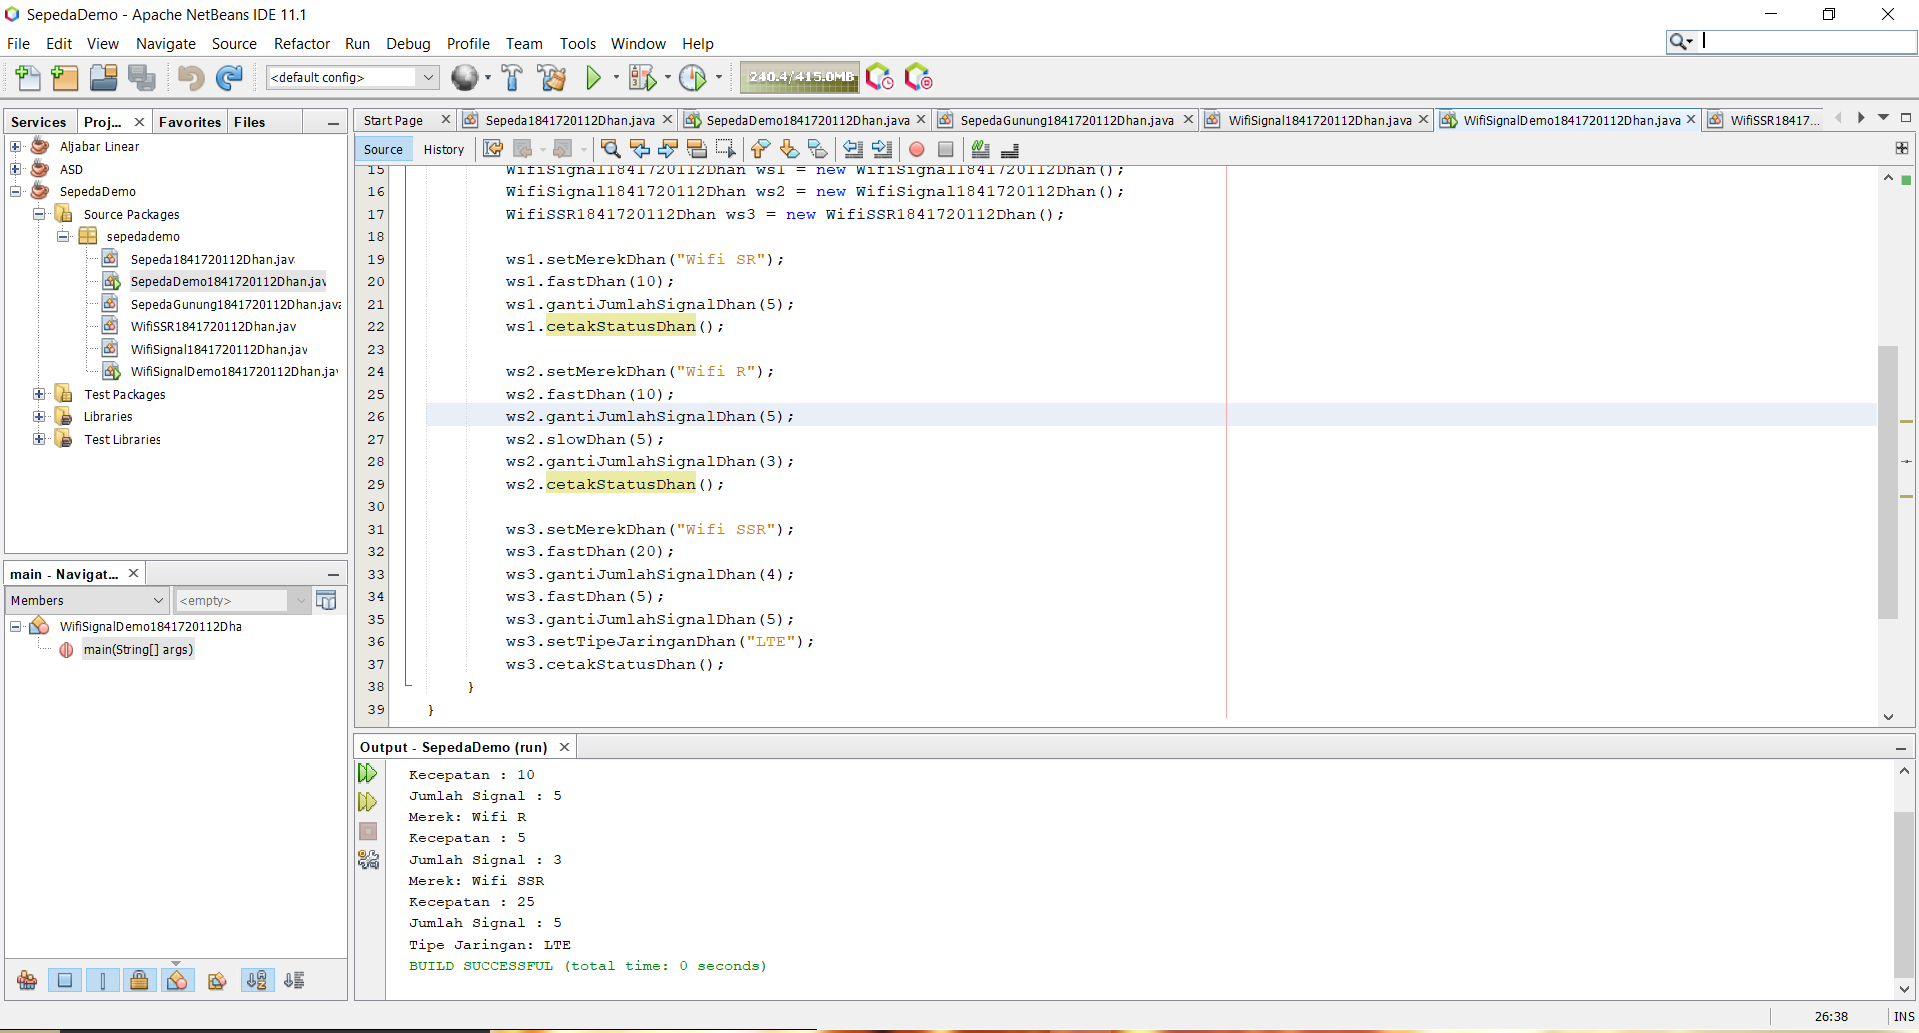 SepedaDemo - Apache NetBeans IDE 11.1
File Edit View Navigate Source Refactor Run Debug Profile Team Tools Window Help
<default config>
240.4/415.0MB
Services Proj... Favorites Files
Aljabar Linear
ASD
SepedaDemo
Source Packages
sepedademo
Sepeda1841720112Dhan.jav
SepedaDemo1841720112Dhan.jav
SepedaGunung1841720112Dhan.java
WifiSSR1841720112Dhan.jav
WifiSignal1841720112Dhan.jav
WifiSignalDemo1841720112Dhan.jav
Test Packages
Libraries
Test Libraries
main - Navigat...
Members <empty>
WifiSignalDemo1841720112Dha
main(String[] args)
Start Page Sepeda1841720112Dhan.java SepedaDemo1841720112Dhan.java SepedaGunung1841720112Dhan.java WifiSignal1841720112Dhan.java WifiSignalDemo1841720112Dhan.java WifiSSR18417...
Source History
15 WifiSignal1841720112Dhan ws1 = new WifiSignal1841720112Dhan();
16 WifiSignal1841720112Dhan ws2 = new WifiSignal1841720112Dhan();
17 WifiSSR1841720112Dhan ws3 = new WifiSSR1841720112Dhan();
18
19 ws1.setMerekDhan("Wifi SR");
20 ws1.fastDhan(10);
21 ws1.gantiJumlahSignalDhan(5);
22 ws1.cetakStatusDhan();
23
24 ws2.setMerekDhan("Wifi R");
25 ws2.fastDhan(10);
26 ws2.gantiJumlahSignalDhan(5);
27 ws2.slowDhan(5);
28 ws2.gantiJumlahSignalDhan(3);
29 ws2.cetakStatusDhan();
30
31 ws3.setMerekDhan("Wifi SSR");
32 ws3.fastDhan(20);
33 ws3.gantiJumlahSignalDhan(4);
34 ws3.fastDhan(5);
35 ws3.gantiJumlahSignalDhan(5);
36 ws3.setTipeJaringanDhan("LTE");
37 ws3.cetakStatusDhan();
38 }
39 }
Output - SepedaDemo (run)
Kecepatan : 10
Jumlah Signal : 5
Merek: Wifi R
Kecepatan : 5
Jumlah Signal : 3
Merek: Wifi SSR
Kecepatan : 25
Jumlah Signal : 5
Tipe Jaringan: LTE
BUILD SUCCESSFUL (total time: 0 seconds)
26:38 INS